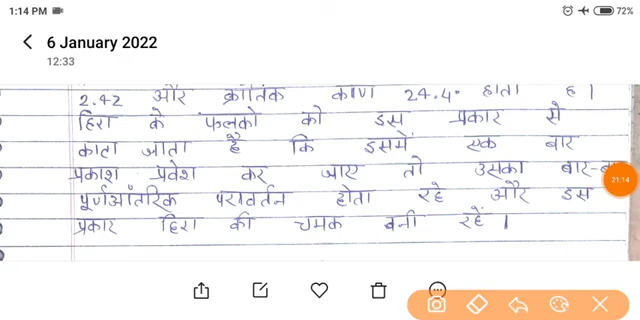 1:14 PM
72%
6 January 2022
12:33
2.42 और क्रांतिक कोण 24.4° होता है।
हिरा के फलको को इस प्रकार से
काटा जाता है कि इसमें एक बार
प्रकाश प्रवेश कर जाए तो उसका बार-
21:14
पूर्णआंतरिक परावर्तन होता रहे और इस
प्रकार हिरा की चमक बनी रहें।